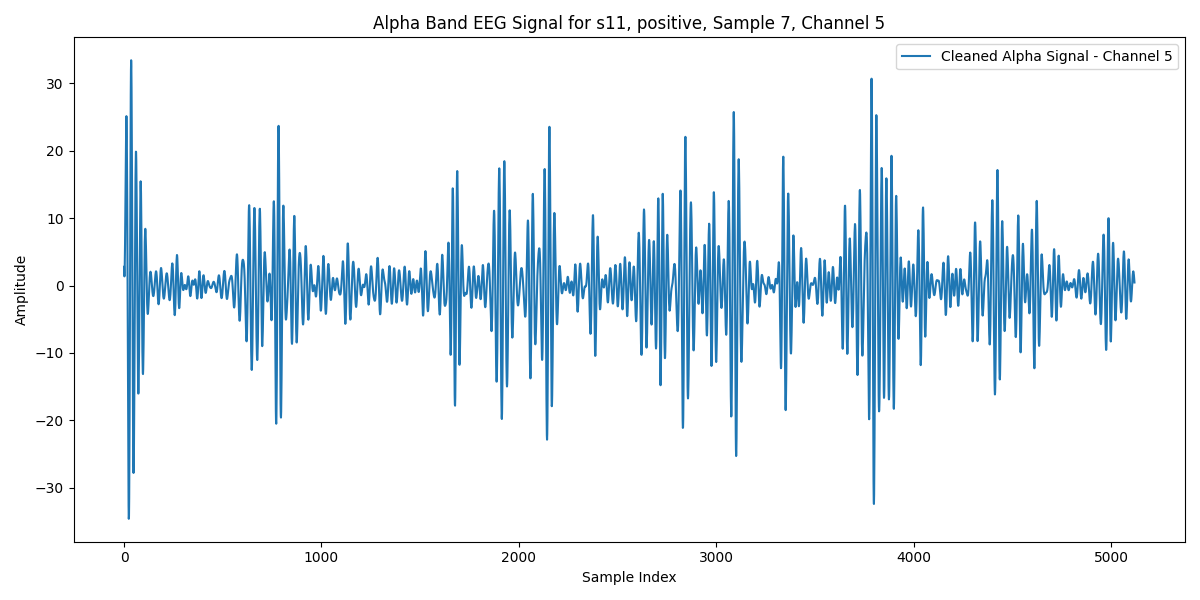 Alpha Band EEG Signal for s11, positive, Sample 7, Channel 5
Cleaned Alpha Signal - Channel 5
Amplitude
30
20
10
0
−10
−20
−30
0 1000 2000 3000 4000 5000
Sample Index